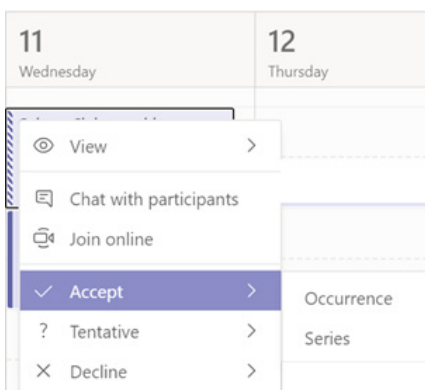 11
Wednesday
12
Thursday
View
Chat with participants
Join online
Accept
Occurrence
? Tentative
Series
Decline